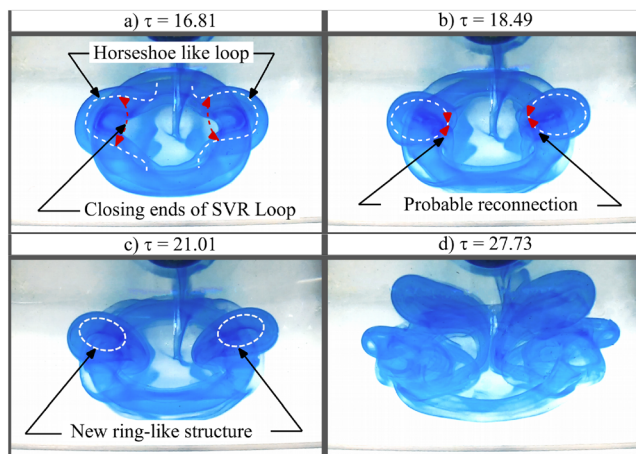 a) τ = 16.81
b) τ = 18.49
Horseshoe like loop
Closing ends of SVR Loop
Probable reconnection
c) τ = 21.01
d) τ = 27.73
New ring-like structure